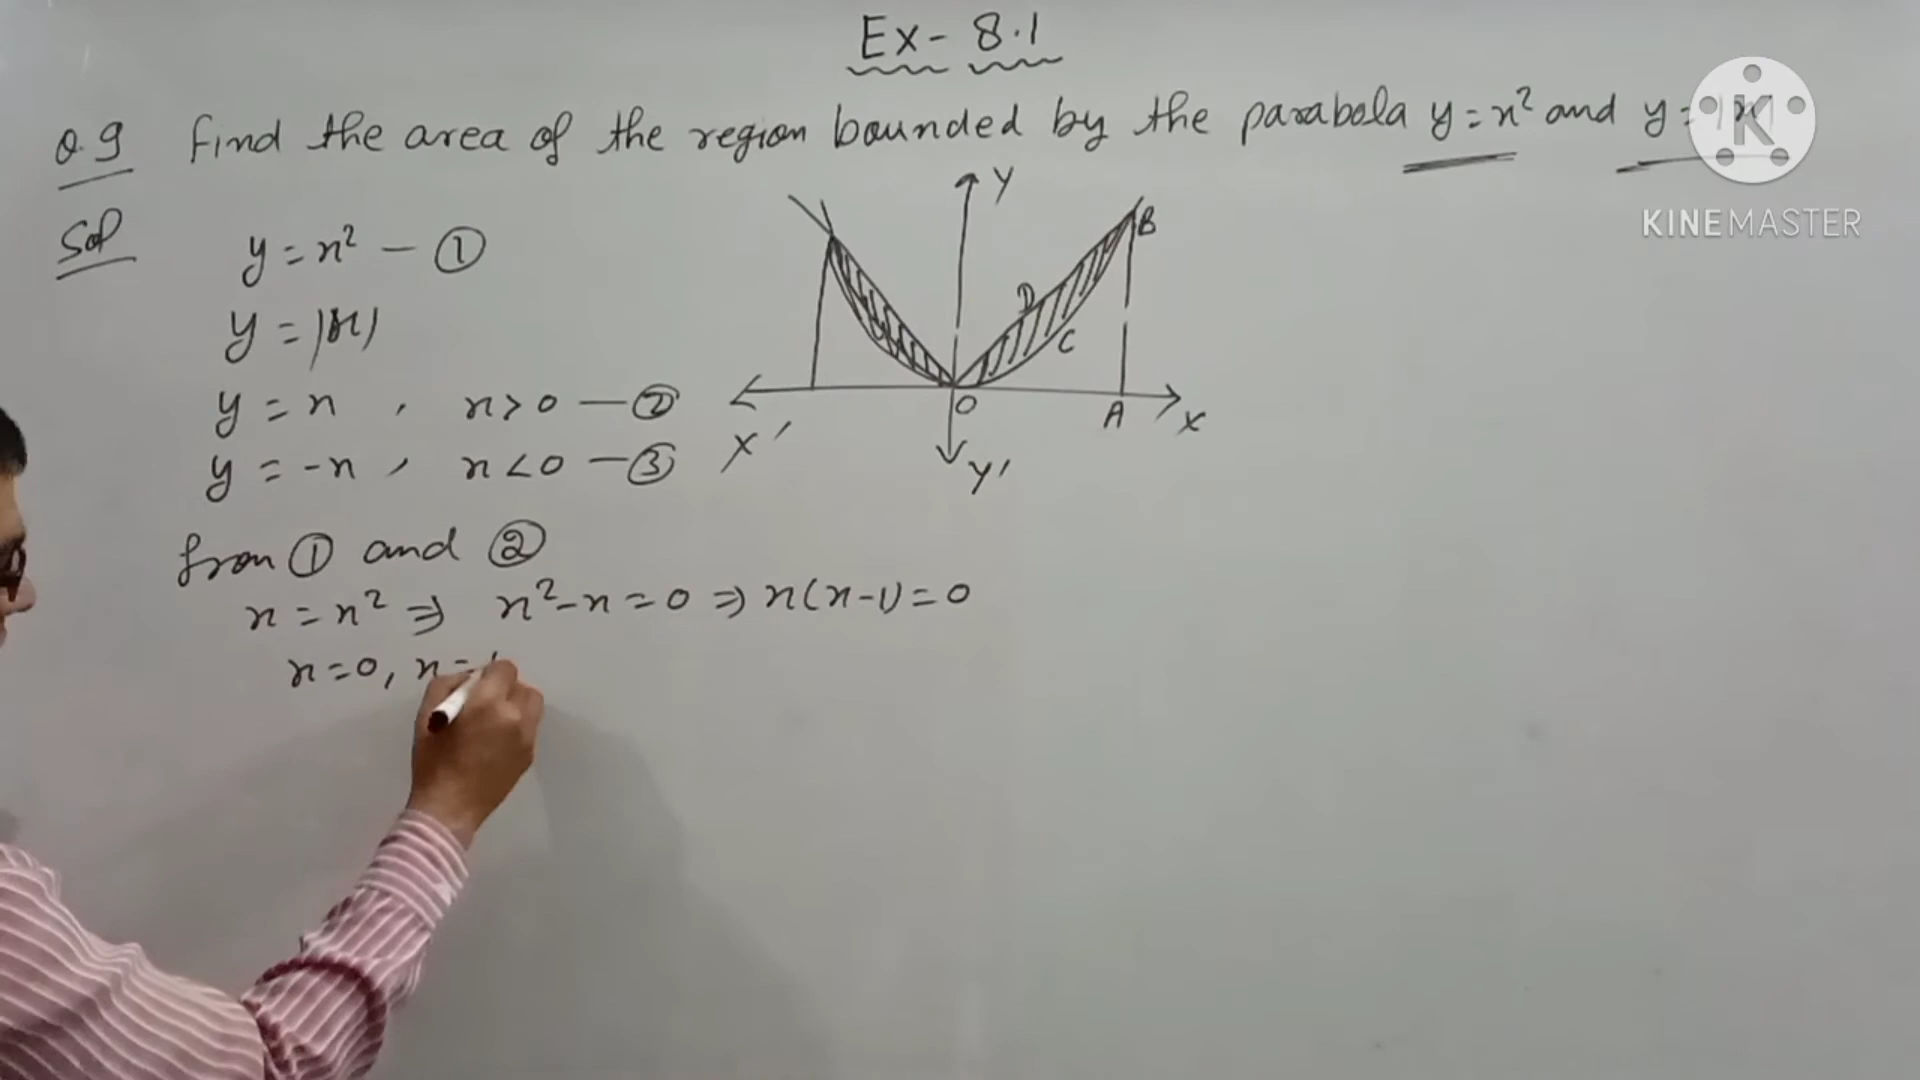 Ex- 8.1
Q.9 Find the area of the region bounded by the parabola y = x² and y = |x|
KINEMASTER
Sol
y = x² — ①
y = |x|
y = x , x > 0 — ②
y = -x , x < 0 — ③
from ① and ②
x = x² ⇒ x² - x = 0 ⇒ x(x-1) = 0
x = 0, x =
Y
B
D
C
O
A
X
X'
Y'